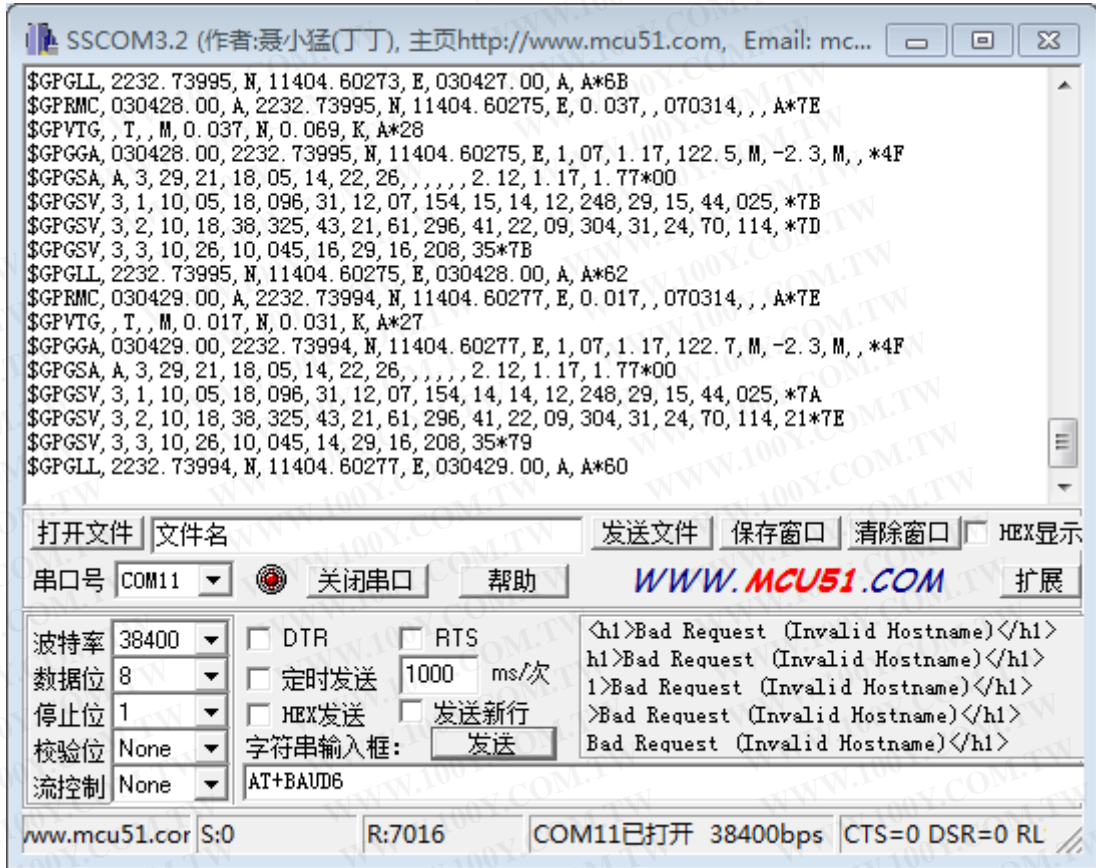 SSCOM3.2 (作者:聂小猛(丁丁), 主页http://www.mcu51.com, Email: mc...
$GPGLL,2232.73995,N,11404.60273,E,030427.00,A,A*6B
$GPRMC,030428.00,A,2232.73995,N,11404.60275,E,0.037,,070314,,,A*7E
$GPVTG,,T,,M,0.037,N,0.069,K,A*28
$GPGGA,030428.00,2232.73995,N,11404.60275,E,1,07,1.17,122.5,M,-2.3,M,,*4F
$GPGSA,A,3,29,21,18,05,14,22,26,,,,,,2.12,1.17,1.77*00
$GPGSV,3,1,10,05,18,096,31,12,07,154,15,14,12,248,29,15,44,025,*7B
$GPGSV,3,2,10,18,38,325,43,21,61,296,41,22,09,304,31,24,70,114,*7D
$GPGSV,3,3,10,26,10,045,16,29,16,208,35*7B
$GPGLL,2232.73995,N,11404.60275,E,030428.00,A,A*62
$GPRMC,030429.00,A,2232.73994,N,11404.60277,E,0.017,,070314,,,A*7E
$GPVTG,,T,,M,0.017,N,0.031,K,A*27
$GPGGA,030429.00,2232.73994,N,11404.60277,E,1,07,1.17,122.7,M,-2.3,M,,*4F
$GPGSA,A,3,29,21,18,05,14,22,26,,,,,,2.12,1.17,1.77*00
$GPGSV,3,1,10,05,18,096,31,12,07,154,14,14,12,248,29,15,44,025,*7A
$GPGSV,3,2,10,18,38,325,43,21,61,296,41,22,09,304,31,24,70,114,21*7E
$GPGSV,3,3,10,26,10,045,14,29,16,208,35*79
$GPGLL,2232.73994,N,11404.60277,E,030429.00,A,A*60
打开文件 文件名 发送文件 保存窗口 清除窗口 HEX显示
串口号 COM11 关闭串口 帮助 WWW.MCU51.COM 扩展
波特率 38400 DTR RTS
数据位 8 定时发送 1000 ms/次
停止位 1 HEX发送 发送新行
校验位 None 字符串输入框: 发送
流控制 None AT+BAUD6
<h1>Bad Request (Invalid Hostname)</h1>
h1>Bad Request (Invalid Hostname)</h1>
1>Bad Request (Invalid Hostname)</h1>
>Bad Request (Invalid Hostname)</h1>
Bad Request (Invalid Hostname)</h1>
www.mcu51.cor S:0 R:7016 COM11已打开 38400bps CTS=0 DSR=0 RL
WWW.100Y.COM.TW